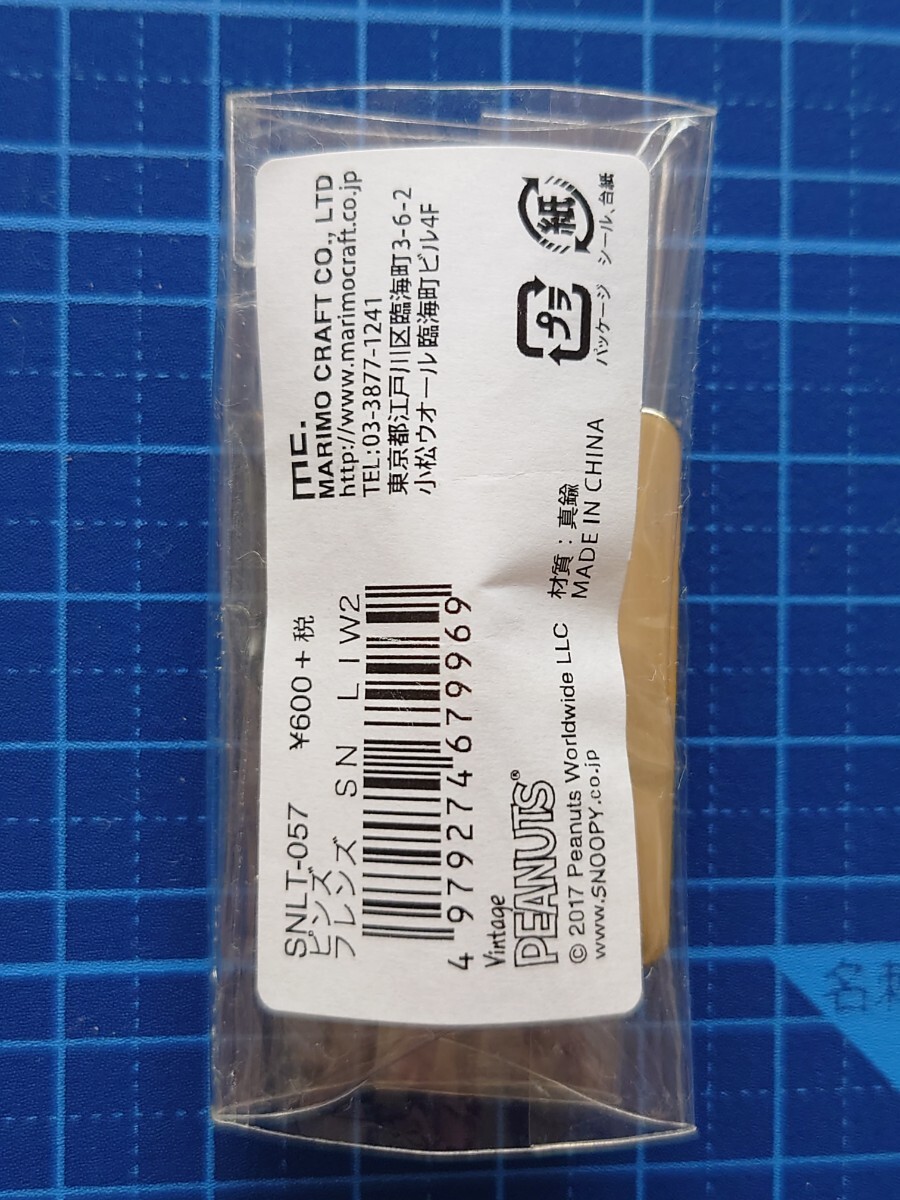 SNLT-057 ¥600+税
ピンズ
フレンズ SN LIW2
4 979274 679969
mc.
MARIMO CRAFT CO., LTD
http://www.marimocraft.co.jp
TEL:03-3877-1241
東京都江戸川区臨海町3-6-2
小松ウオール臨海町ビル4F
Vintage
PEANUTS®
© 2017 Peanuts Worldwide LLC
www.SNOOPY.co.jp
材質：真鍮
MADE IN CHINA
プラ
パッケージ
紙
シール、台紙